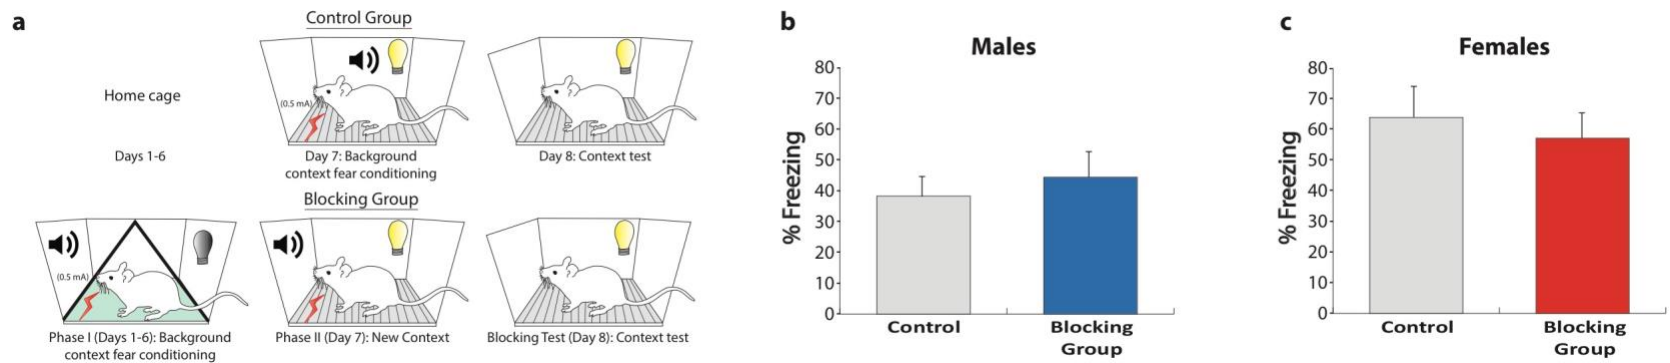 a
Control Group
Home cage
(0.5 mA)
Days 1-6
Day 7: Background
context fear conditioning
Day 8: Context test
Blocking Group
(0.5 mA)
Phase I (Days 1-6): Background
context fear conditioning
Phase II (Day 7): New Context
Blocking Test (Day 8): Context test
b
Males
% Freezing
80
70
60
50
40
30
20
10
0
Control
Blocking
Group
c
Females
% Freezing
80
70
60
50
40
30
20
10
0
Control
Blocking
Group